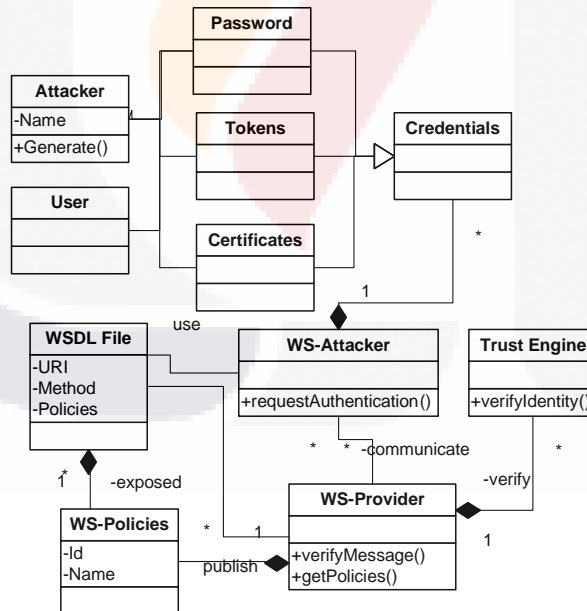 Password
Attacker
-Name
+Generate()
Tokens
Credentials
User
Certificates
*
1
use
WSDL File
-URI
-Method
-Policies
WS-Attacker
+requestAuthentication()
Trust Engine
+verifyIdentity()
* * -communicate
*
1 *
-exposed
-verify
WS-Policies
-Id
-Name
*
1
WS-Provider
+verifyMessage()
+getPolicies()
1
publish